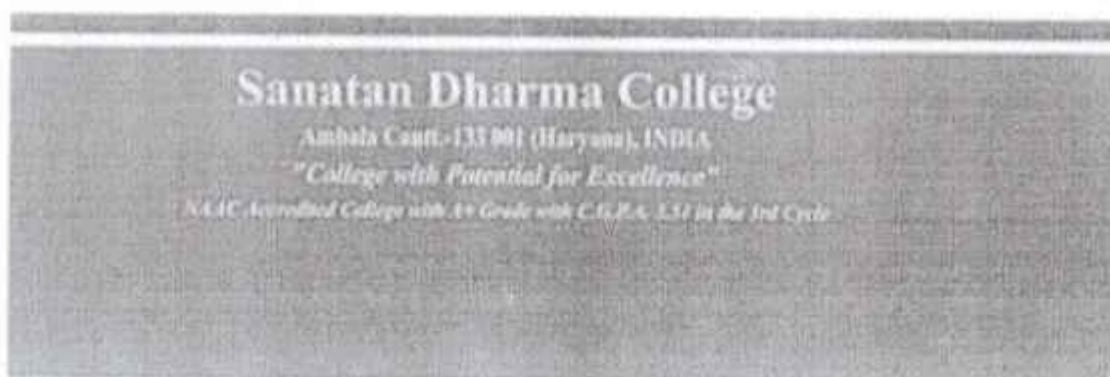 Sanatan Dharma College
Ambala Cantt.-133 001 (Haryana), INDIA
"College with Potential for Excellence"
NAAC Accredited College with A+ Grade with C.G.P.A. 3.51 in the 3rd Cycle